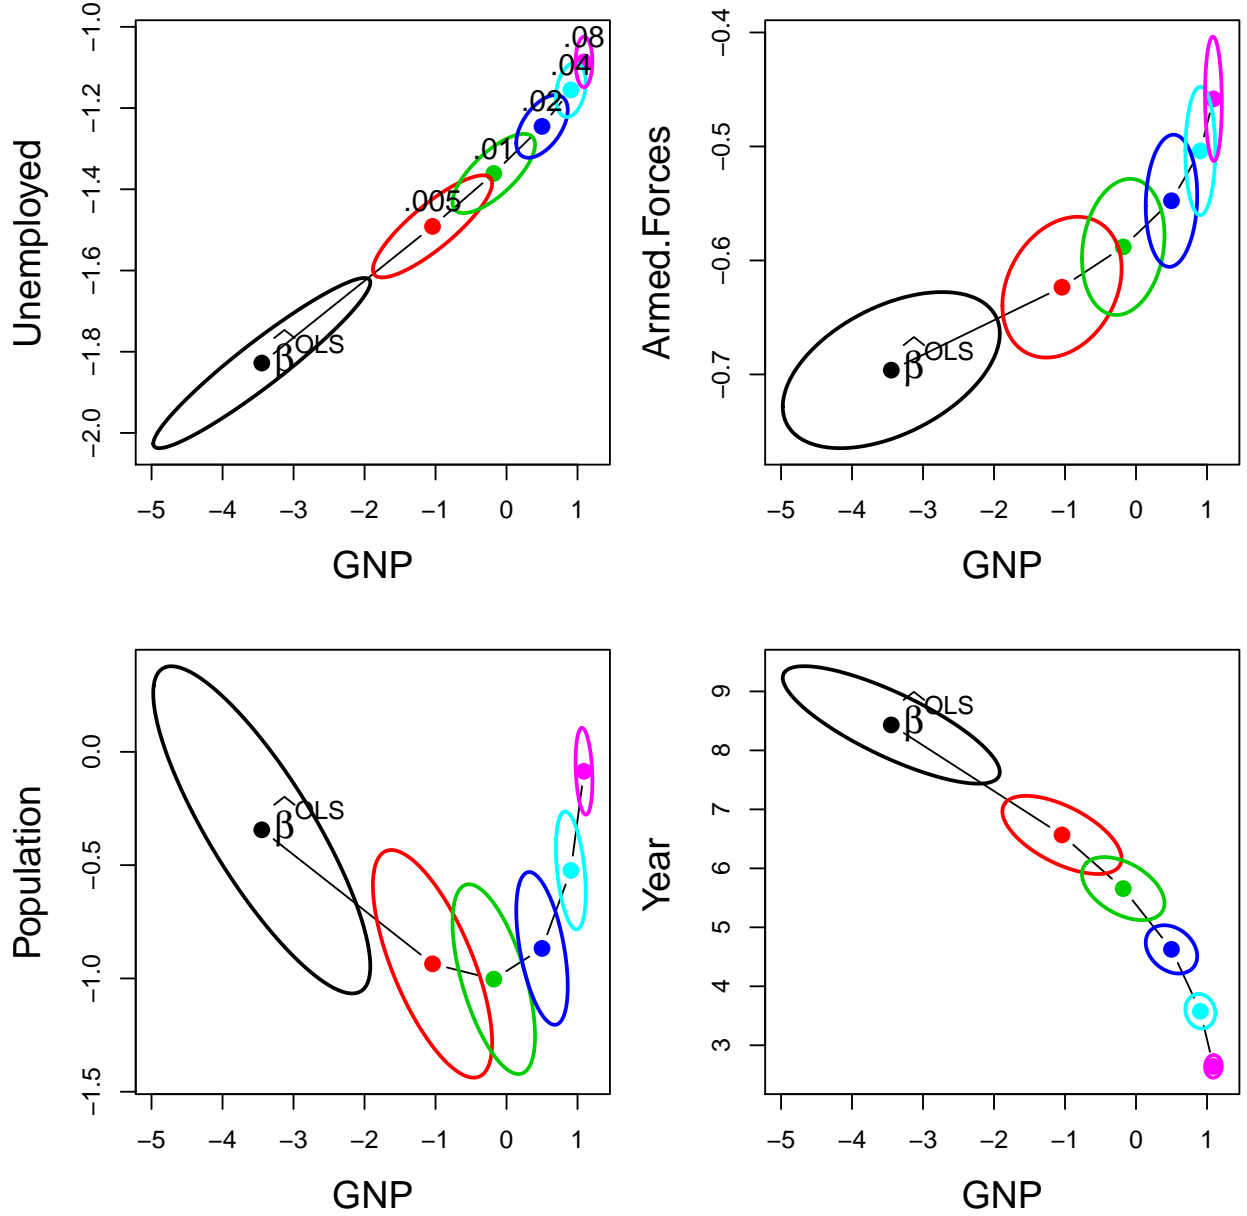 Unemployed
−1.0
−1.2
−1.4
−1.6
−1.8
−2.0
.08
.04
.02
.01
.005
β̂OLS
−5 −4 −3 −2 −1 0 1
GNP
Armed.Forces
−0.4
−0.5
−0.6
−0.7
β̂OLS
−5 −4 −3 −2 −1 0 1
GNP
Population
0.0
−0.5
−1.0
−1.5
β̂OLS
−5 −4 −3 −2 −1 0 1
GNP
Year
9
8
7
6
5
4
3
β̂OLS
−5 −4 −3 −2 −1 0 1
GNP